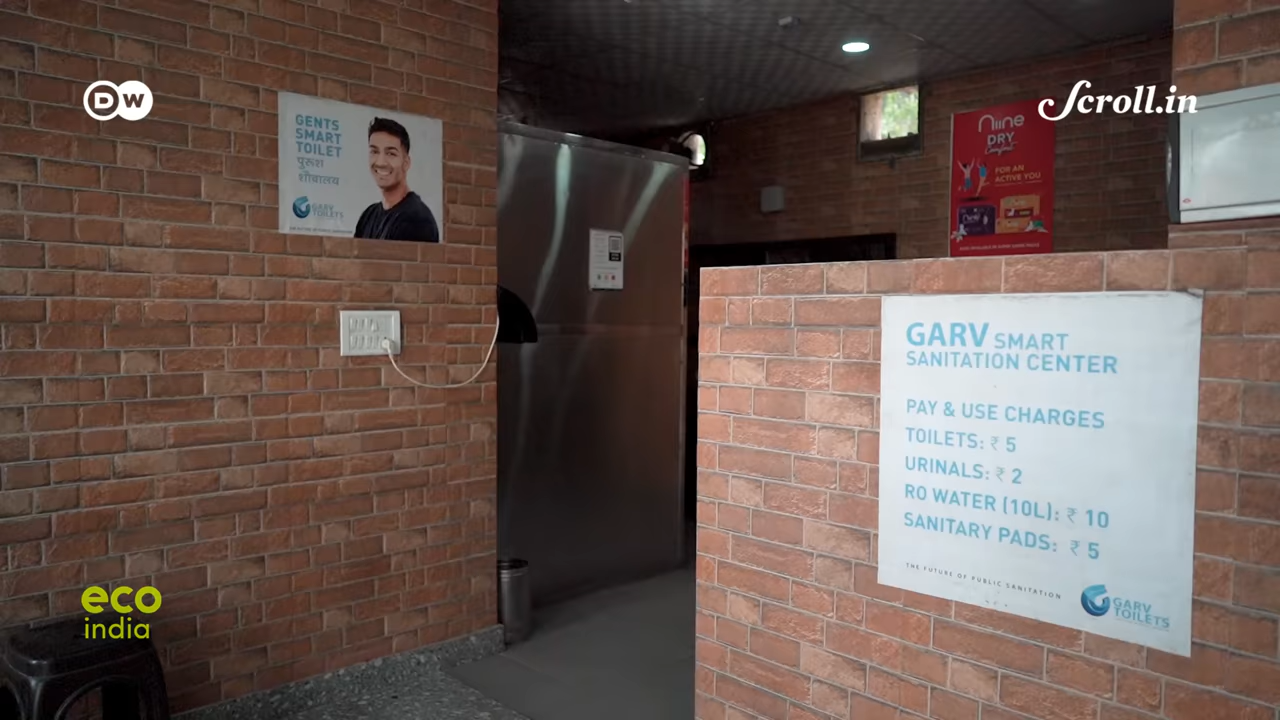 DW
Scroll.in
GENTS
SMART
TOILET
पुरूश
शौचालय
GARV
TOILETS
niine
DRY
Comfort
FOR AN
ACTIVE YOU
GARV SMART
SANITATION CENTER
PAY & USE CHARGES
TOILETS: ₹ 5
URINALS: ₹ 2
RO WATER (10L): ₹ 10
SANITARY PADS: ₹ 5
THE FUTURE OF PUBLIC SANITATION
GARV
TOILETS
eco
india